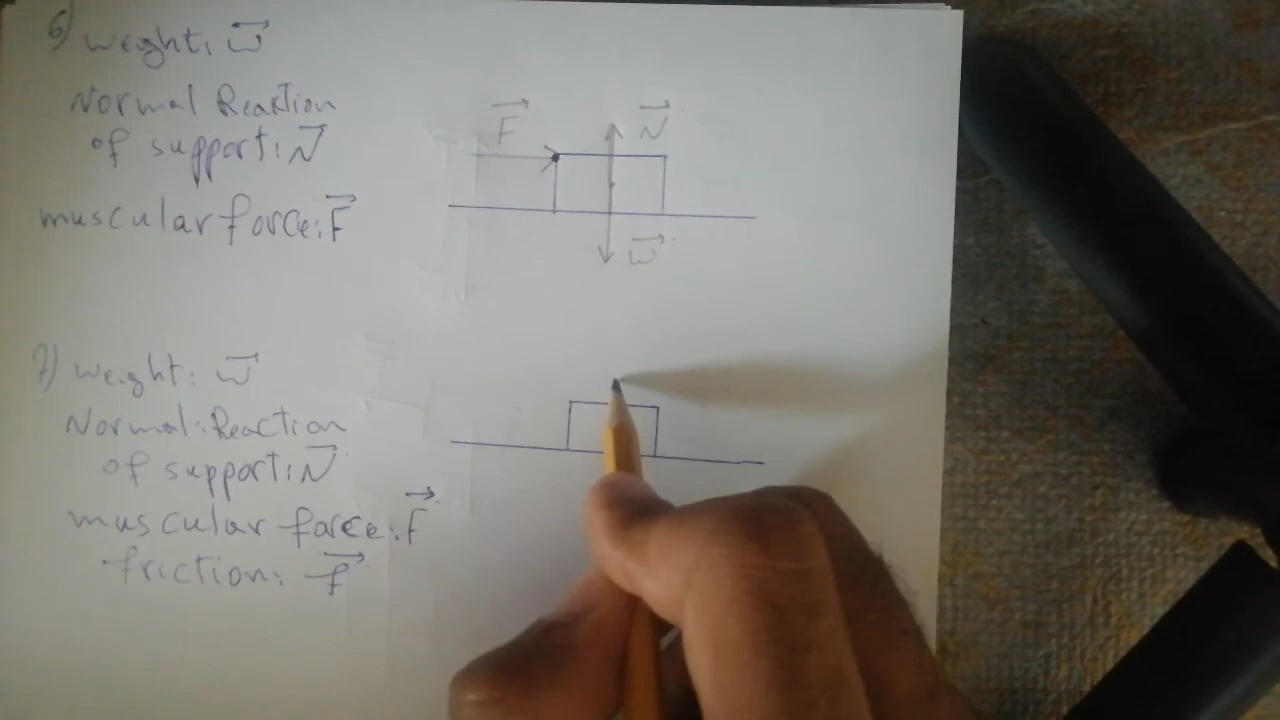 6) weight: w
Normal Reaction
of support: N
muscular force: F
F
N
w
7) weight: w
Normal: Reaction
of support: N
muscular force: F
friction: f